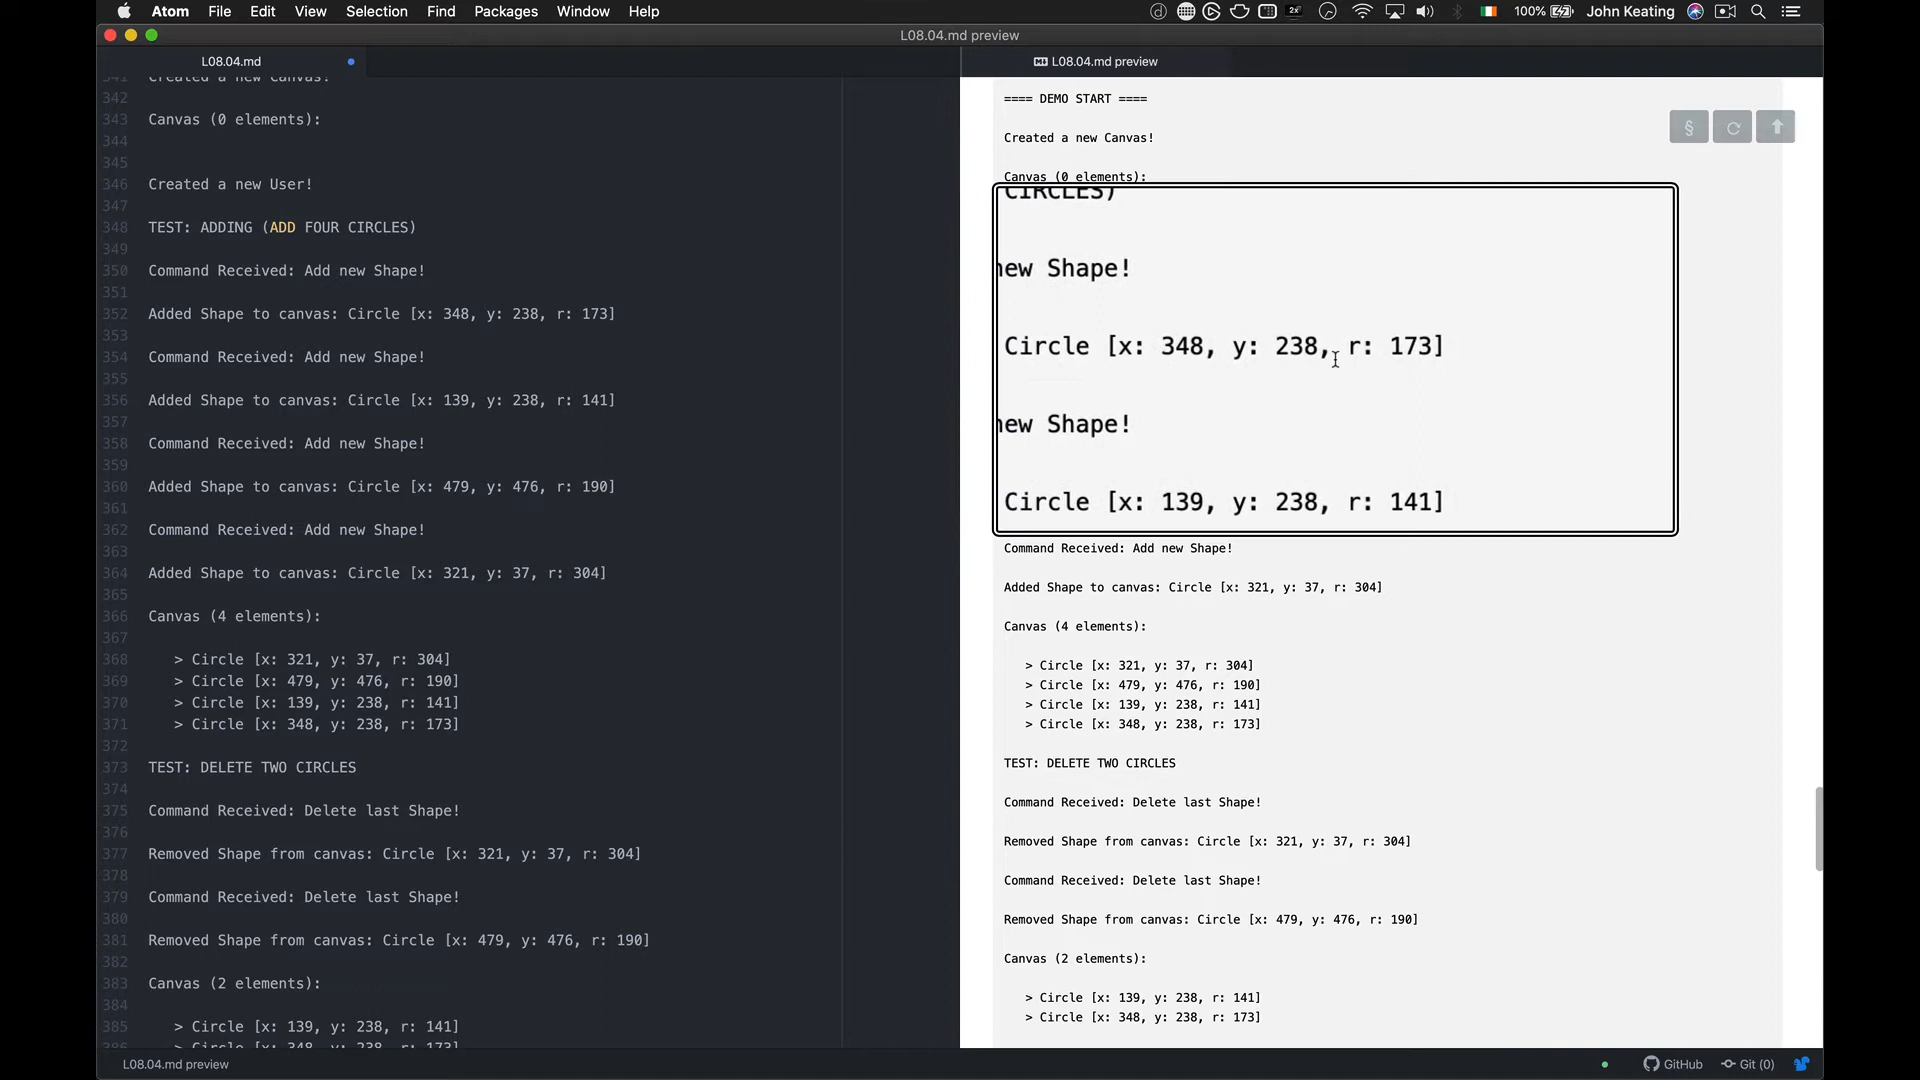 Atom File Edit View Selection Find Packages Window Help
2x 100% John Keating
L08.04.md preview
L08.04.md
L08.04.md preview
341 Created a new Canvas!
342
343 Canvas (0 elements):
344
345
346 Created a new User!
347
348 TEST: ADDING (ADD FOUR CIRCLES)
349
350 Command Received: Add new Shape!
351
352 Added Shape to canvas: Circle [x: 348, y: 238, r: 173]
353
354 Command Received: Add new Shape!
355
356 Added Shape to canvas: Circle [x: 139, y: 238, r: 141]
357
358 Command Received: Add new Shape!
359
360 Added Shape to canvas: Circle [x: 479, y: 476, r: 190]
361
362 Command Received: Add new Shape!
363
364 Added Shape to canvas: Circle [x: 321, y: 37, r: 304]
365
366 Canvas (4 elements):
367
368 > Circle [x: 321, y: 37, r: 304]
369 > Circle [x: 479, y: 476, r: 190]
370 > Circle [x: 139, y: 238, r: 141]
371 > Circle [x: 348, y: 238, r: 173]
372
373 TEST: DELETE TWO CIRCLES
374
375 Command Received: Delete last Shape!
376
377 Removed Shape from canvas: Circle [x: 321, y: 37, r: 304]
378
379 Command Received: Delete last Shape!
380
381 Removed Shape from canvas: Circle [x: 479, y: 476, r: 190]
382
383 Canvas (2 elements):
384
385 > Circle [x: 139, y: 238, r: 141]
386 > Circle [x: 348, y: 238, r: 173]
==== DEMO START ====
§
Created a new Canvas!
Canvas (0 elements):
CIRCLES)
new Shape!
Circle [x: 348, y: 238, r: 173]
new Shape!
Circle [x: 139, y: 238, r: 141]
Command Received: Add new Shape!
Added Shape to canvas: Circle [x: 321, y: 37, r: 304]
Canvas (4 elements):
> Circle [x: 321, y: 37, r: 304]
> Circle [x: 479, y: 476, r: 190]
> Circle [x: 139, y: 238, r: 141]
> Circle [x: 348, y: 238, r: 173]
TEST: DELETE TWO CIRCLES
Command Received: Delete last Shape!
Removed Shape from canvas: Circle [x: 321, y: 37, r: 304]
Command Received: Delete last Shape!
Removed Shape from canvas: Circle [x: 479, y: 476, r: 190]
Canvas (2 elements):
> Circle [x: 139, y: 238, r: 141]
> Circle [x: 348, y: 238, r: 173]
L08.04.md preview
GitHub Git (0)